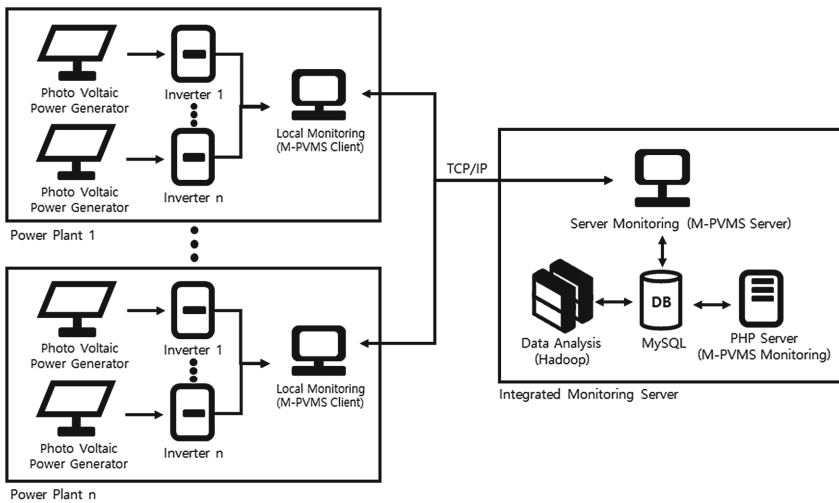 Photo Voltaic
Power Generator
Inverter 1
Photo Voltaic
Power Generator
Inverter n
Local Monitoring
(M-PVMS Client)
Power Plant 1
Photo Voltaic
Power Generator
Inverter 1
Photo Voltaic
Power Generator
Inverter n
Local Monitoring
(M-PVMS Client)
Power Plant n
TCP/IP
Server Monitoring (M-PVMS Server)
Data Analysis
(Hadoop)
DB
MySQL
PHP Server
(M-PVMS Monitoring)
Integrated Monitoring Server